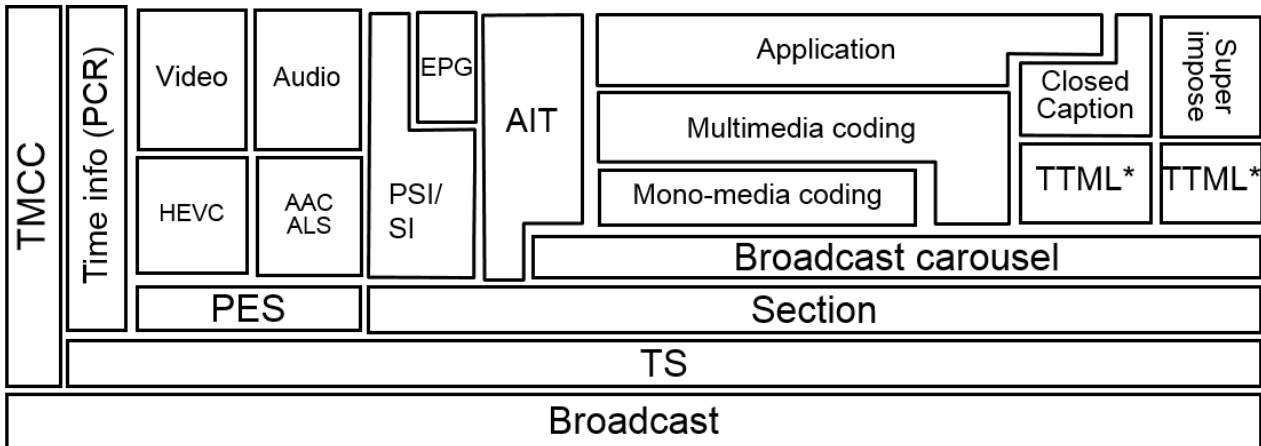 TMCC
Time info (PCR)
Video
Audio
HEVC
AAC
ALS
PES
EPG
PSI/
SI
AIT
Application
Multimedia coding
Mono-media coding
Closed
Caption
TTML*
Super
impose
TTML*
Broadcast carousel
Section
TS
Broadcast